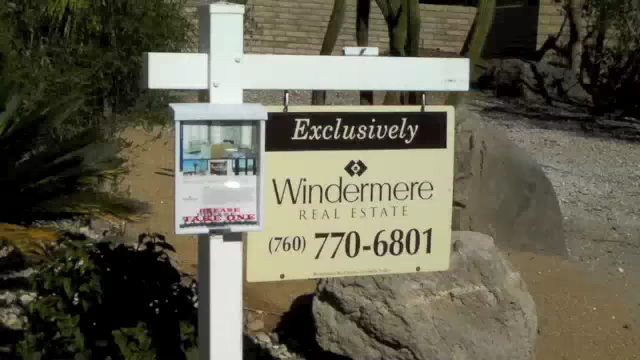 Exclusively
Windermere
REAL ESTATE
(760) 770-6801
PLEASE
TAKE ONE